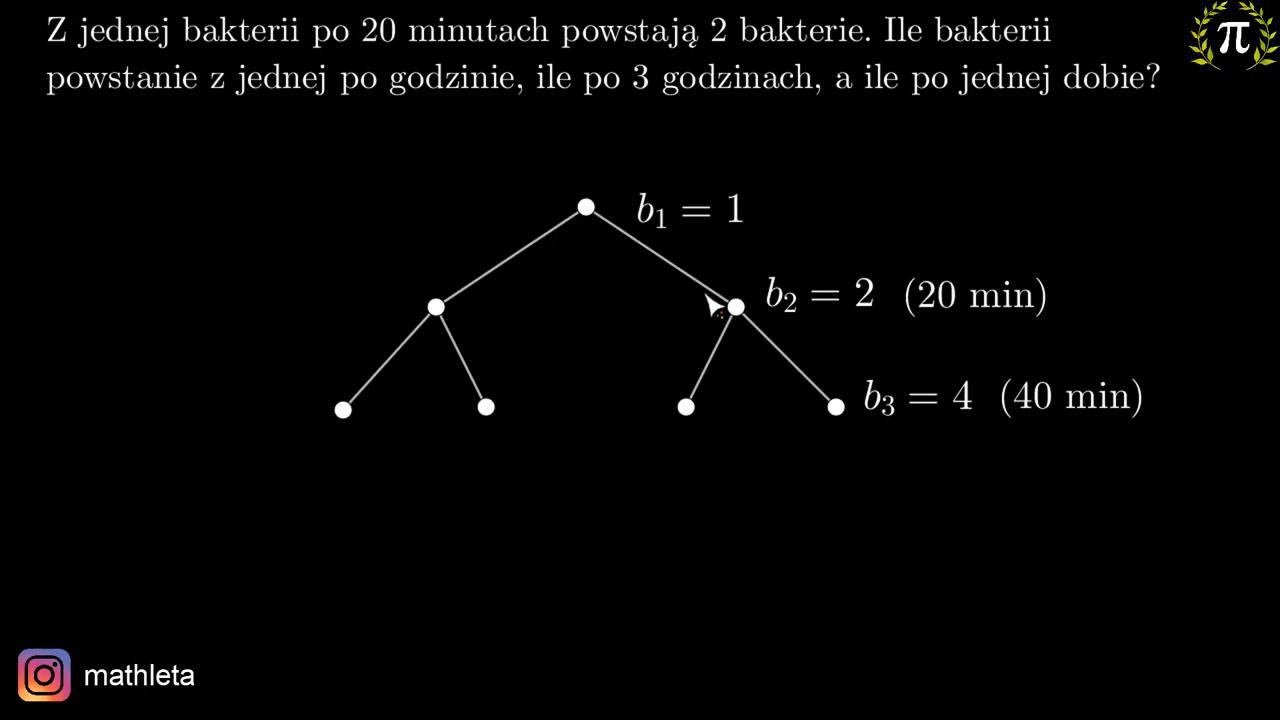 Z jednej bakterii po 20 minutach powstają 2 bakterie. Ile bakterii
powstanie z jednej po godzinie, ile po 3 godzinach, a ile po jednej dobie?
π
b₁ = 1
b₂ = 2 (20 min)
b₃ = 4 (40 min)
mathleta